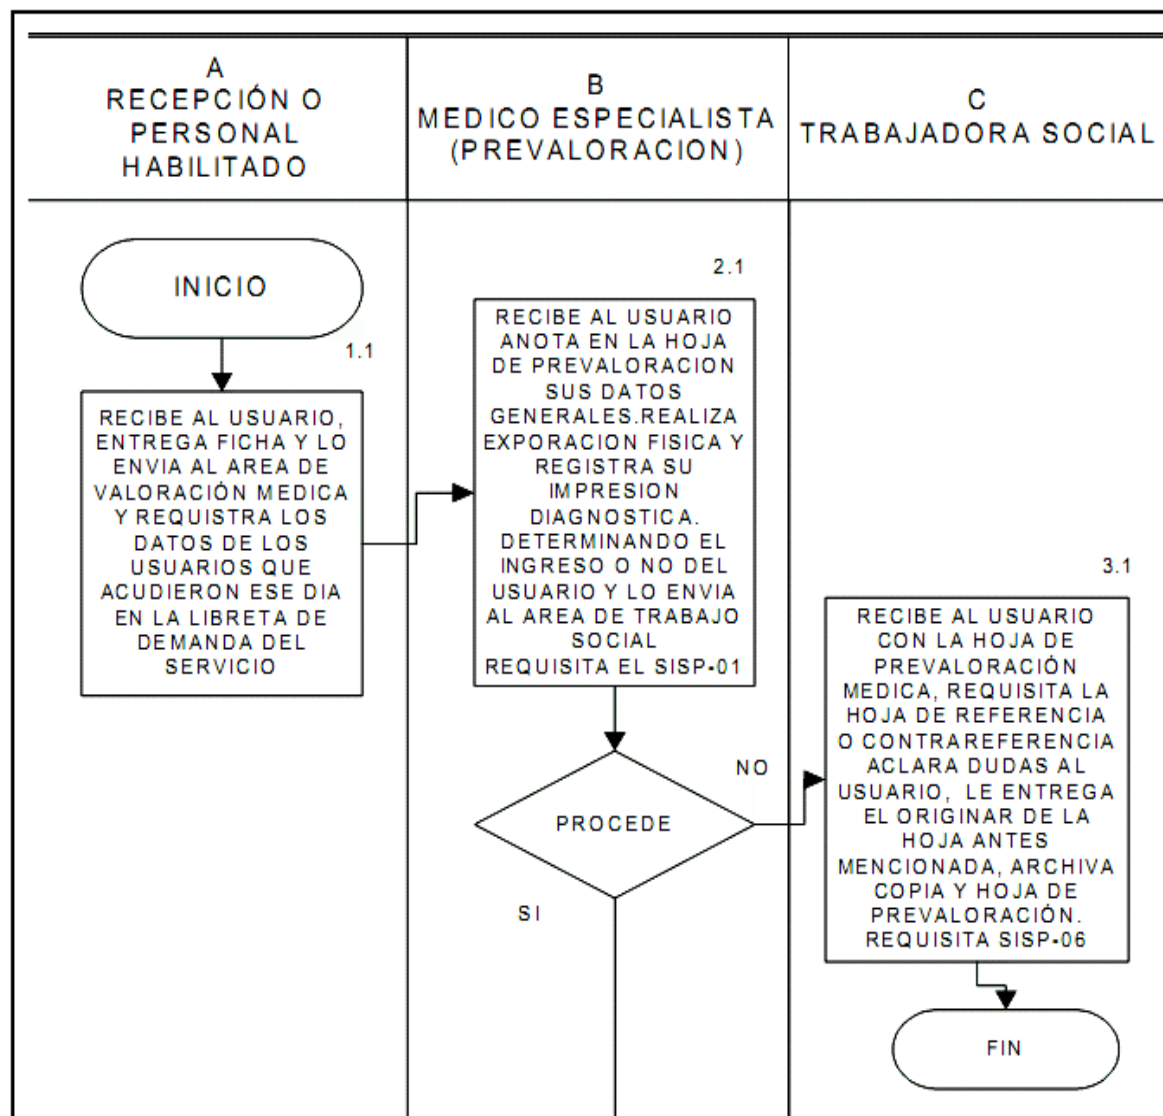 A
RECEPCIÓN O
PERSONAL
HABILITADO
B
MEDICO ESPECIALISTA
(PREVALORACION)
C
TRABAJADORA SOCIAL
INICIO
1.1
RECIBE AL USUARIO,
ENTREGA FICHA Y LO
ENVIA AL AREA DE
VALORACIÓN MEDICA
Y REQUISTRA LOS
DATOS DE LOS
USUARIOS QUE
ACUDIERON ESE DIA
EN LA LIBRETA DE
DEMANDA DEL
SERVICIO
2.1
RECIBE AL USUARIO
ANOTA EN LA HOJA
DE PREVALORACION
SUS DATOS
GENERALES.REALIZA
EXPORACION FISICA Y
REGISTRA SU
IMPRESION
DIAGNOSTICA.
DETERMINANDO EL
INGRESO O NO DEL
USUARIO Y LO ENVIA
AL AREA DE TRABAJO
SOCIAL
REQUISITA EL SISP-01
PROCEDE
NO
SI
3.1
RECIBE AL USUARIO
CON LA HOJA DE
PREVALORACIÓN
MEDICA, REQUISITA LA
HOJA DE REFERENCIA
O CONTRAREFERENCIA
ACLARA DUDAS AL
USUARIO, LE ENTREGA
EL ORIGINAR DE LA
HOJA ANTES
MENCIONADA, ARCHIVA
COPIA Y HOJA DE
PREVALORACIÓN.
REQUISITA SISP-06
FIN